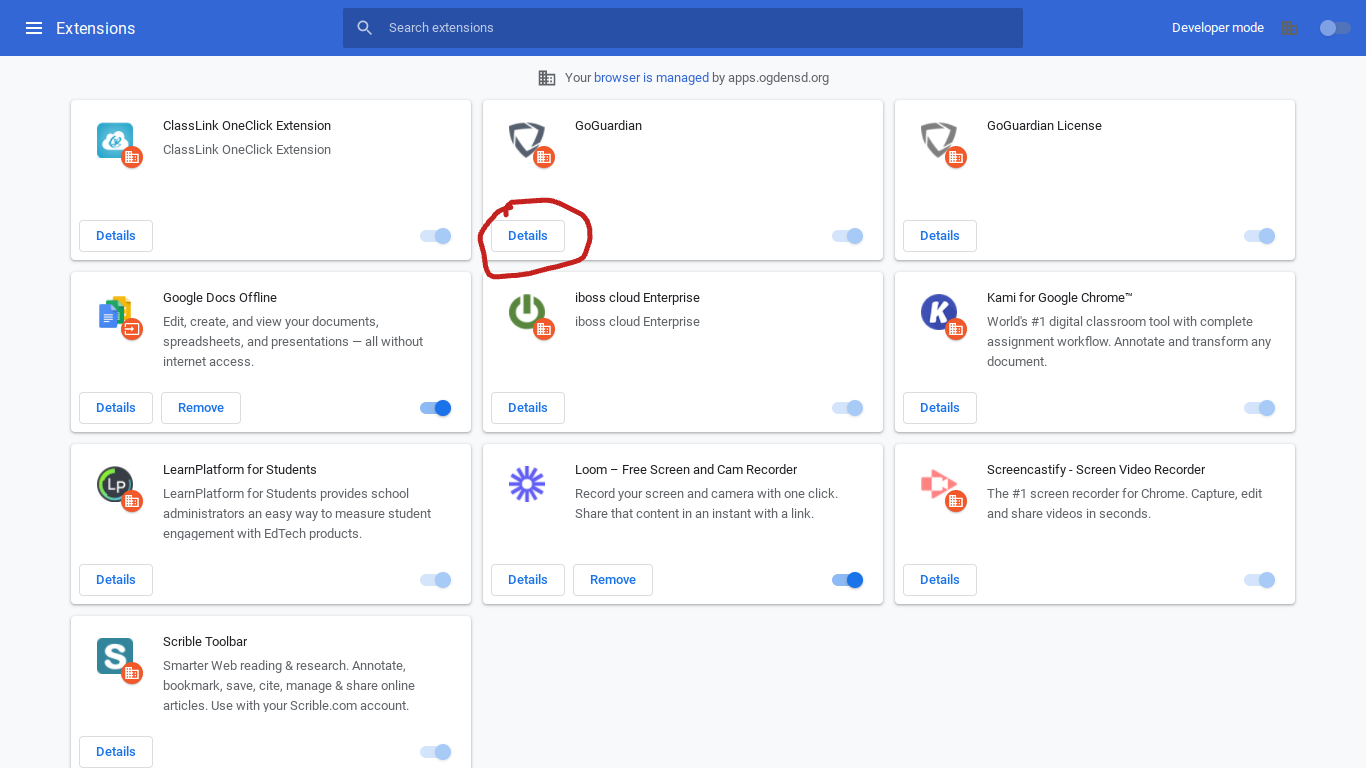 Extensions
Search extensions
Developer mode
Your browser is managed by apps.ogdensd.org
ClassLink OneClick Extension
ClassLink OneClick Extension
Details
GoGuardian
Details
GoGuardian License
Details
Google Docs Offline
Edit, create, and view your documents,
spreadsheets, and presentations — all without
internet access.
Details
Remove
iboss cloud Enterprise
iboss cloud Enterprise
Details
K
Kami for Google Chrome™
World's #1 digital classroom tool with complete
assignment workflow. Annotate and transform any
document.
Details
Lp
LearnPlatform for Students
LearnPlatform for Students provides school
administrators an easy way to measure student
engagement with EdTech products.
Details
Loom – Free Screen and Cam Recorder
Record your screen and camera with one click.
Share that content in an instant with a link.
Details
Remove
Screencastify - Screen Video Recorder
The #1 screen recorder for Chrome. Capture, edit
and share videos in seconds.
Details
S
Scrible Toolbar
Smarter Web reading & research. Annotate,
bookmark, save, cite, manage & share online
articles. Use with your Scrible.com account.
Details